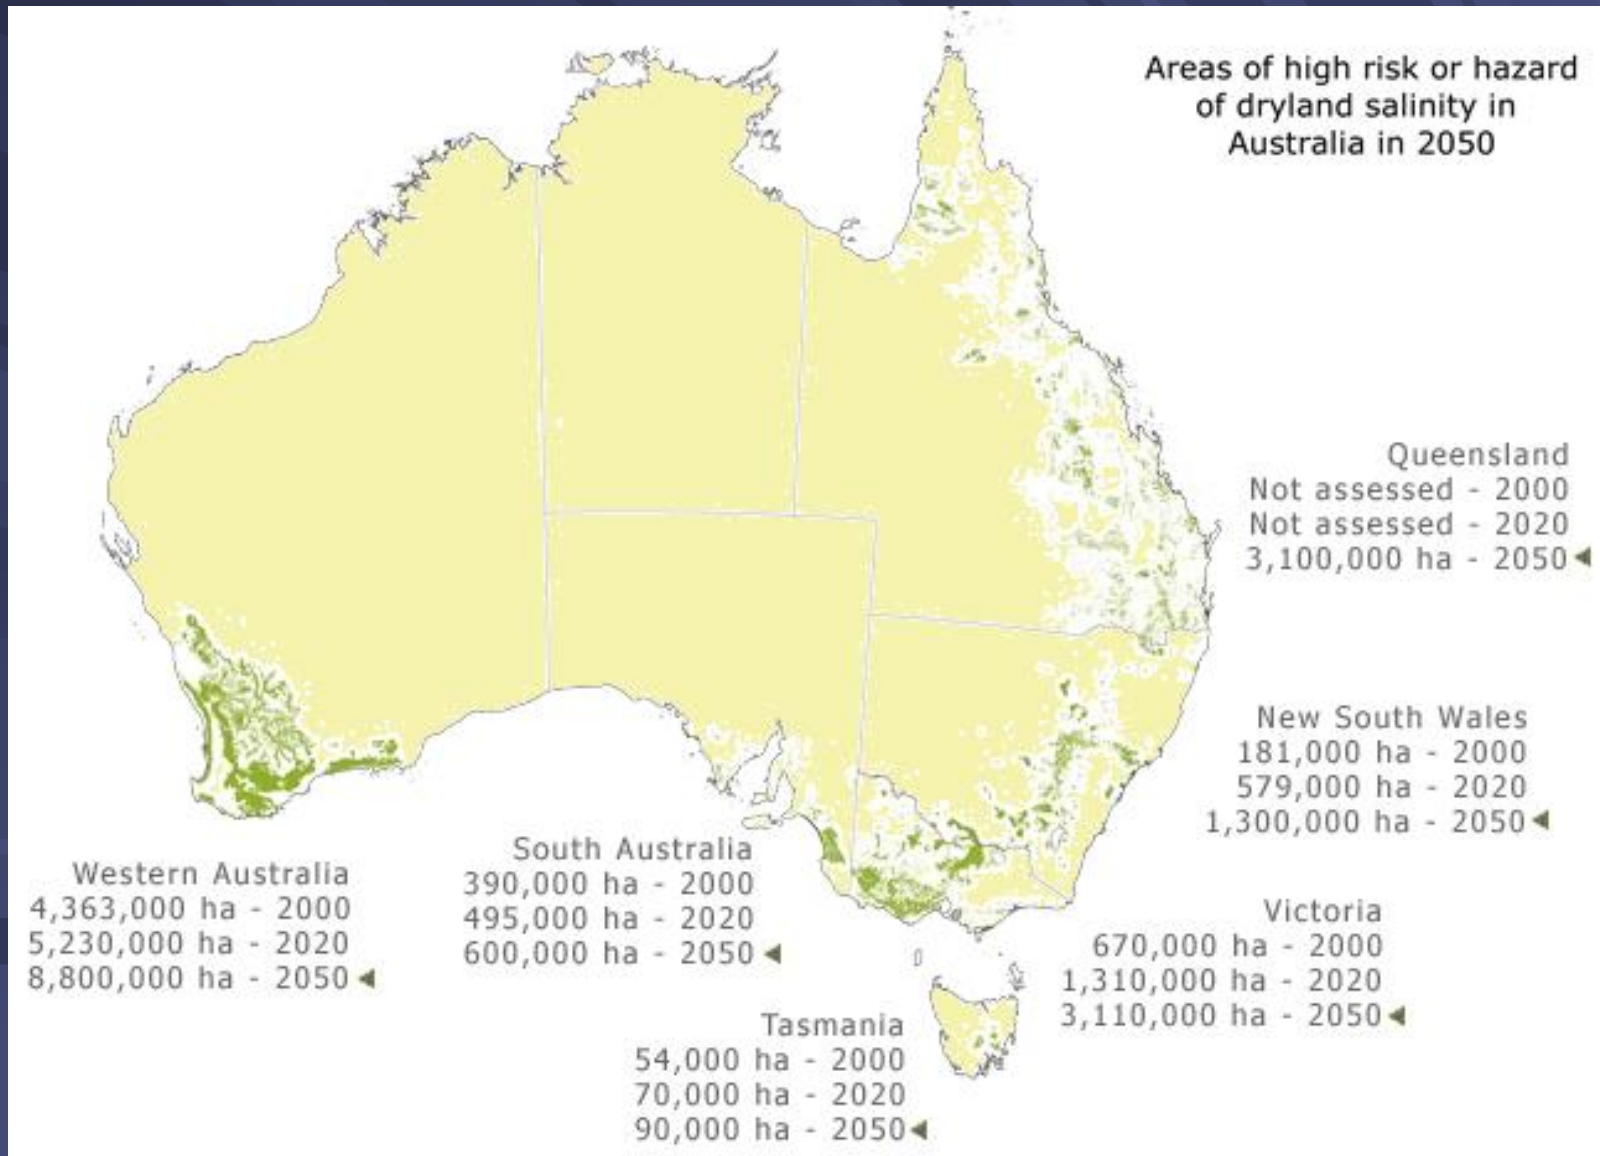 Areas of high risk or hazard
of dryland salinity in
Australia in 2050
Queensland
Not assessed - 2000
Not assessed - 2020
3,100,000 ha - 2050
New South Wales
181,000 ha - 2000
579,000 ha - 2020
1,300,000 ha - 2050
Western Australia
4,363,000 ha - 2000
5,230,000 ha - 2020
8,800,000 ha - 2050
South Australia
390,000 ha - 2000
495,000 ha - 2020
600,000 ha - 2050
Victoria
670,000 ha - 2000
1,310,000 ha - 2020
3,110,000 ha - 2050
Tasmania
54,000 ha - 2000
70,000 ha - 2020
90,000 ha - 2050